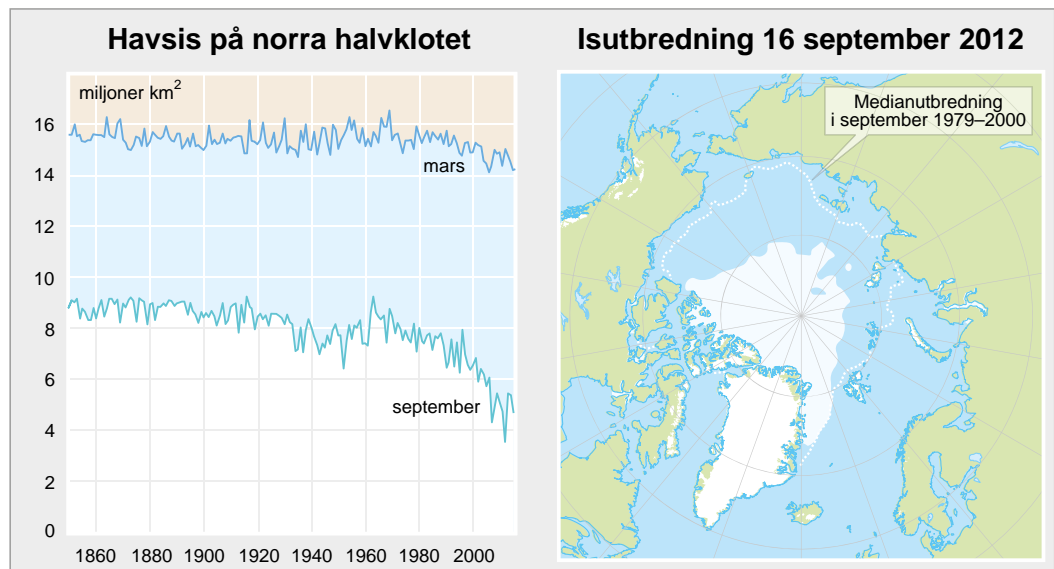 Havsis på norra halvklotet
miljoner km²
16
14
12
10
8
6
4
2
0
mars
september
1860 1880 1900 1920 1940 1960 1980 2000
Isutbredning 16 september 2012
Medianutbredning
i september 1979–2000